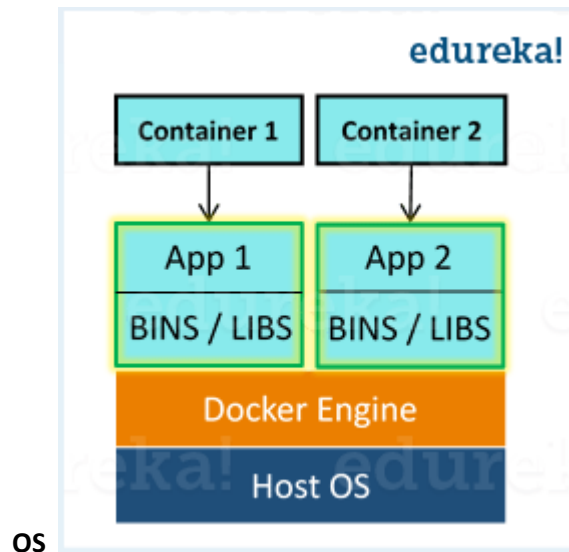 edureka!
Container 1 Container 2
App 1 App 2
BINS / LIBS BINS / LIBS
Docker Engine
Host OS
OS